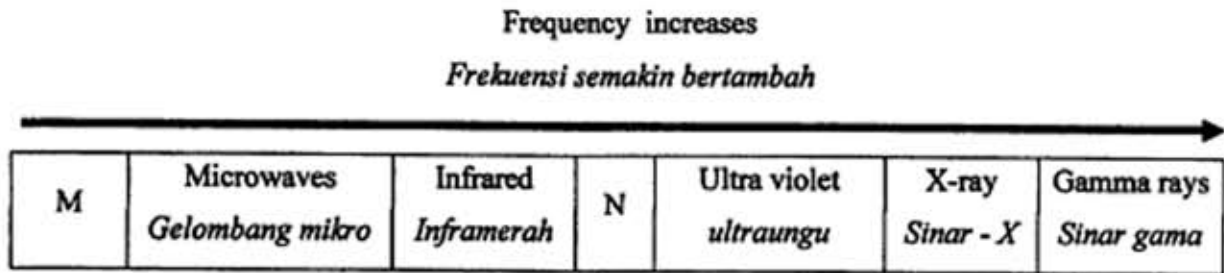 Frequency increases
Frekuensi semakin bertambah
M
Microwaves
Gelombang mikro
Infrared
Inframerah
N
Ultra violet
ultraungu
X-ray
Sinar - X
Gamma rays
Sinar gama